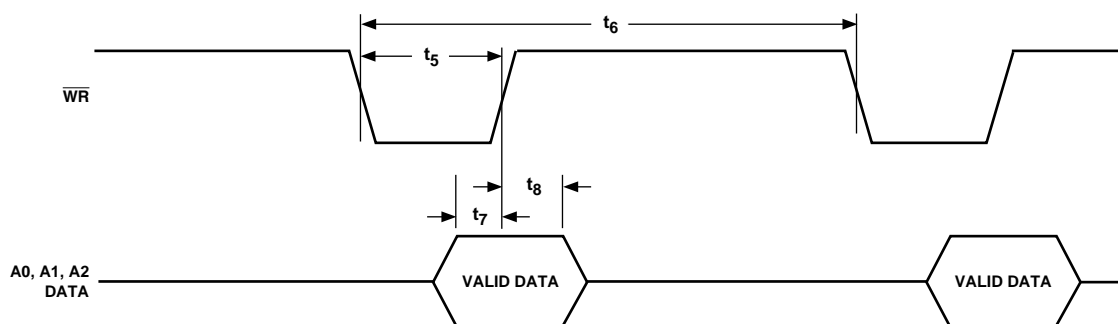 t6
t5
WR
t8
t7
A0, A1, A2
DATA
VALID DATA
VALID DATA